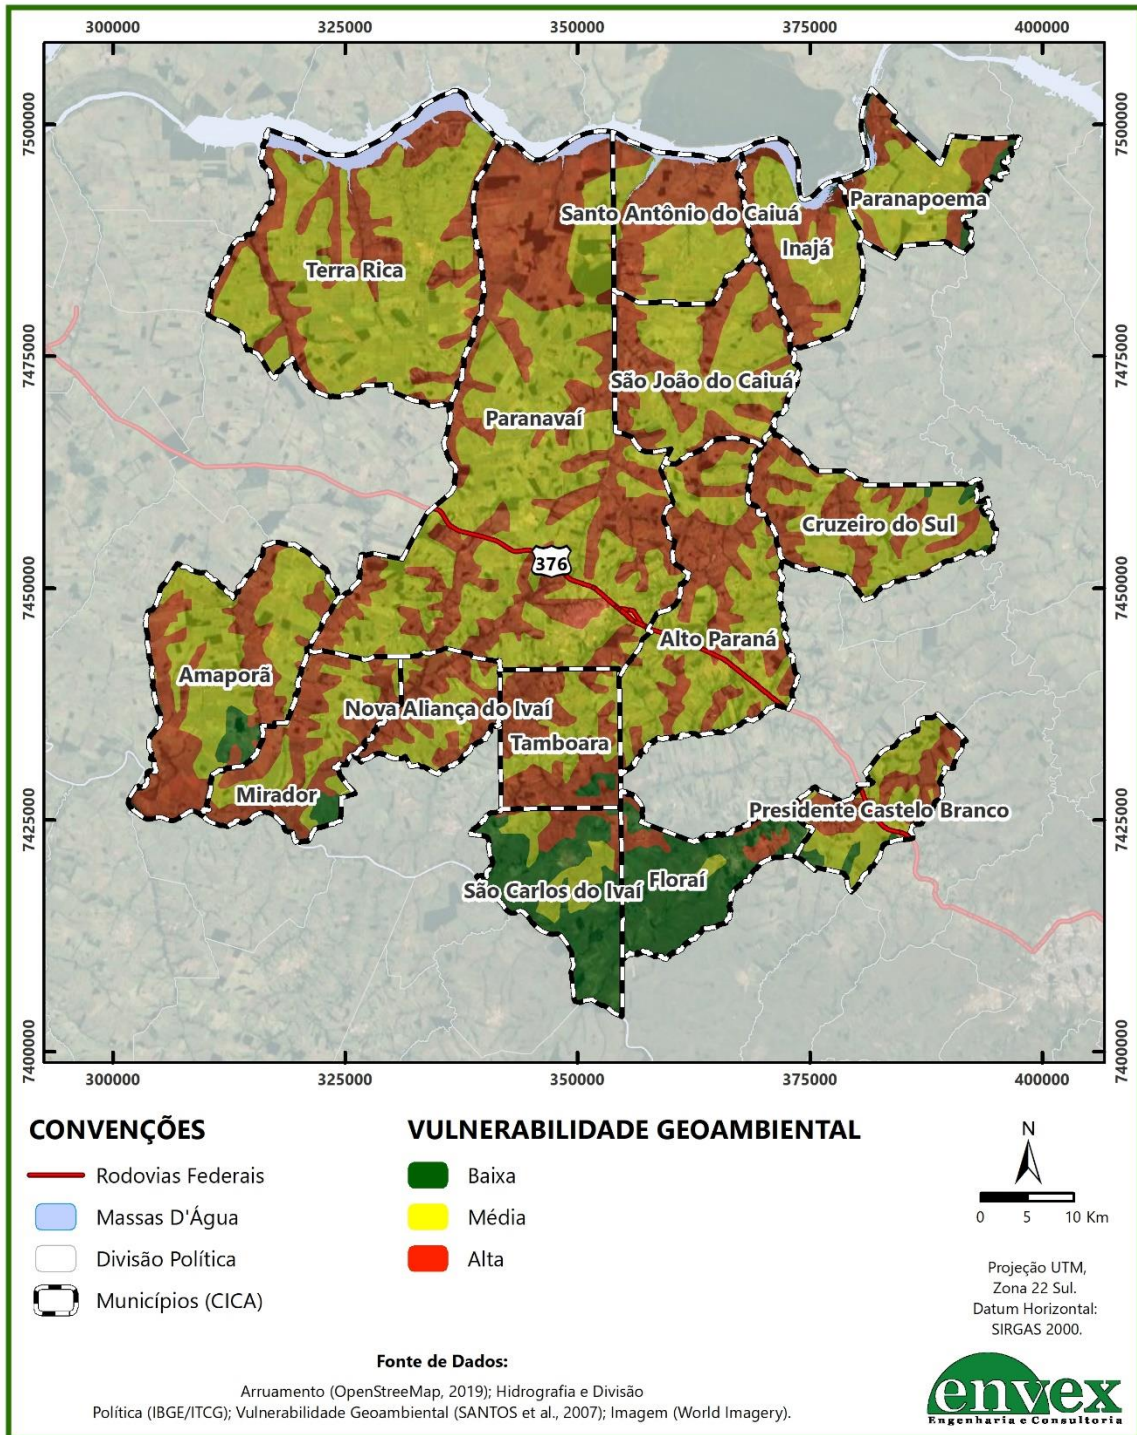 300000 325000 350000 375000 400000
7500000 7500000
Paranapoema
Santo Antônio do Caiuá
Inajá
Terra Rica
7475000 7475000
São João do Caiuá
Paranavaí
Cruzeiro do Sul
376
7450000 7450000
Alto Paraná
Amaporã
Nova Aliança do Ivaí
Tamboara
Mirador
Presidente Castelo Branco
7425000 7425000
Floraí
São Carlos do Ivaí
7400000 7400000
300000 325000 350000 375000 400000
CONVENÇÕES
Rodovias Federais
Massas D'Água
Divisão Política
Municípios (CICA)
VULNERABILIDADE GEOAMBIENTAL
Baixa
Média
Alta
N
0 5 10 Km
Projeção UTM,
Zona 22 Sul.
Datum Horizontal:
SIRGAS 2000.
Fonte de Dados:
Arruamento (OpenStreeMap, 2019); Hidrografia e Divisão
Política (IBGE/ITCG); Vulnerabilidade Geoambiental (SANTOS et al., 2007); Imagem (World Imagery).
envex
Engenharia e Consultoria